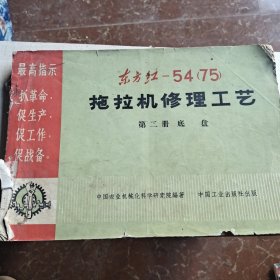 最高指示
抓革命，
促生产，
促工作，
促战备。
东方红-54(75)
拖拉机修理工艺
第二册底 盘
中国农业机械化科学研究院编著 中国工业出版社出版